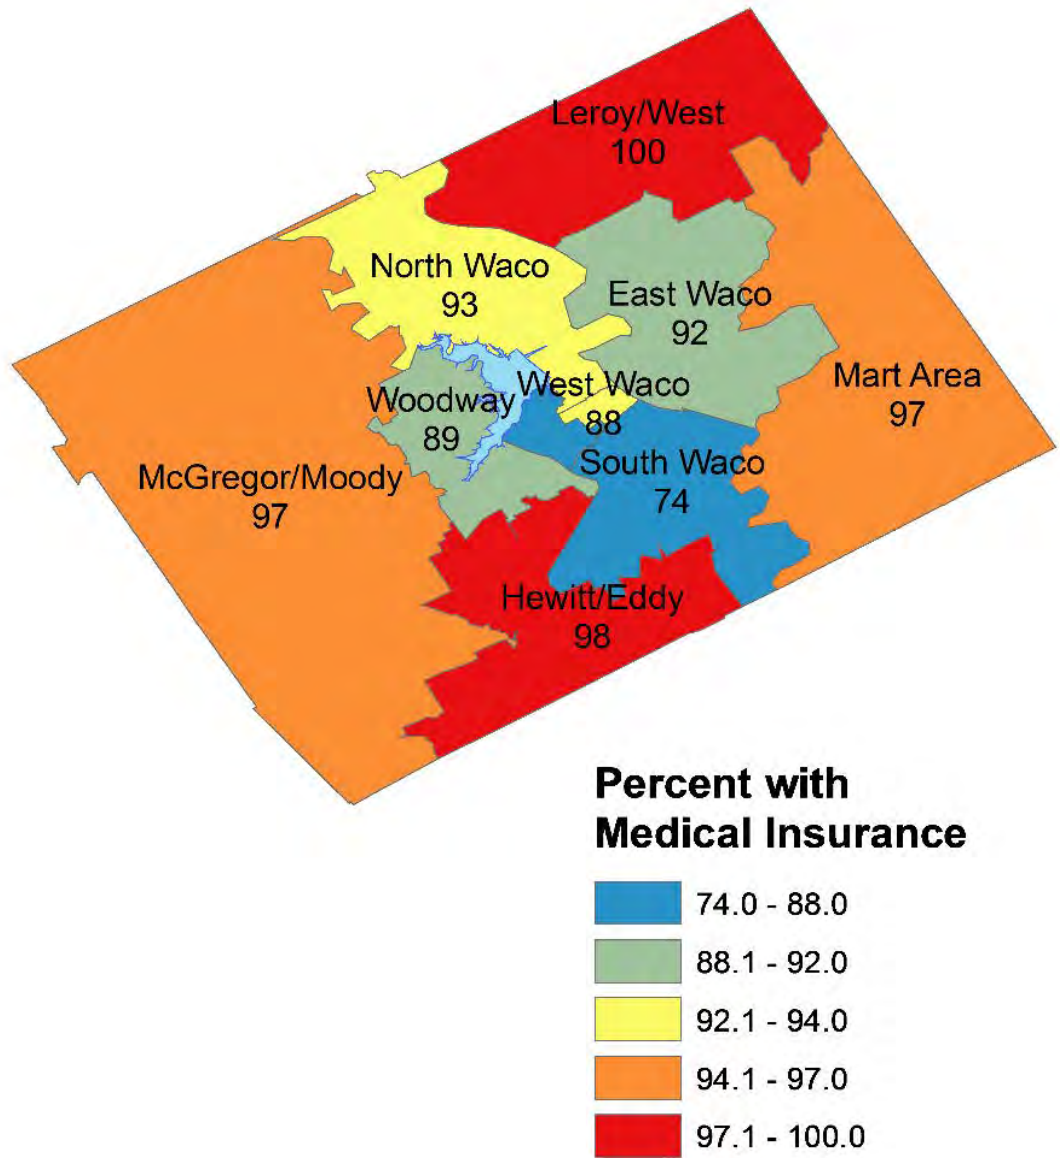 Leroy/West
100
North Waco
93
East Waco
92
Mart Area
97
West Waco
88
Woodway
89
South Waco
74
McGregor/Moody
97
Hewitt/Eddy
98
Percent with
Medical Insurance
74.0 - 88.0
88.1 - 92.0
92.1 - 94.0
94.1 - 97.0
97.1 - 100.0